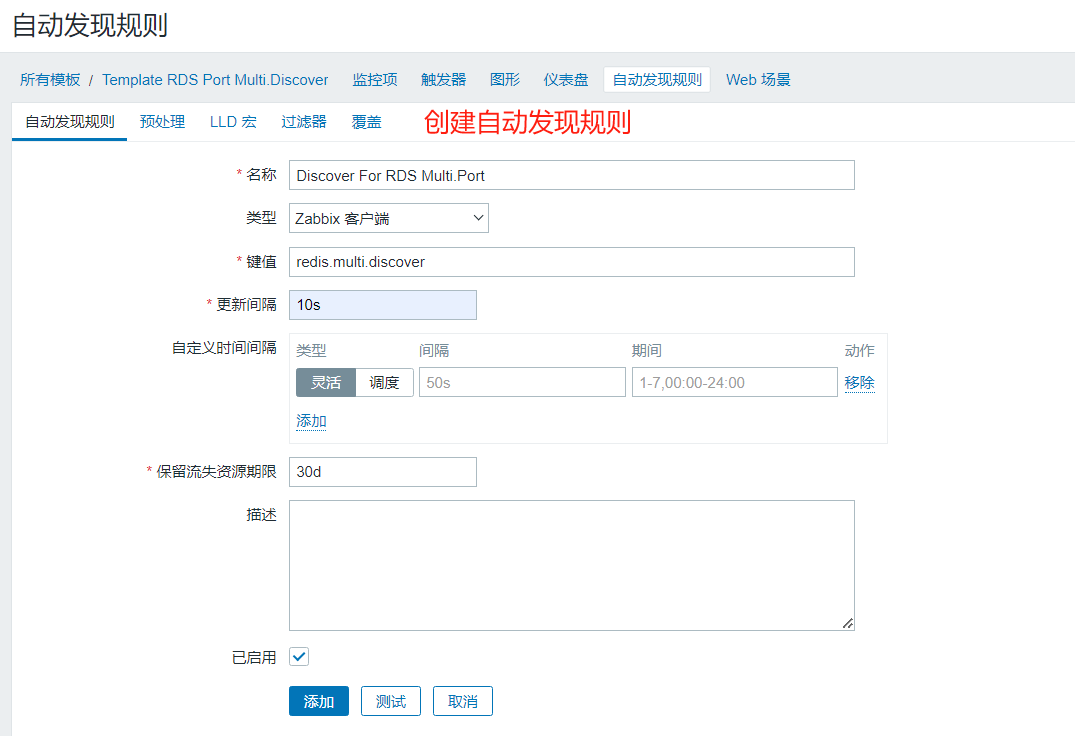 自动发现规则
所有模板 / Template RDS Port Multi.Discover 监控项 触发器 图形 仪表盘 自动发现规则 Web 场景
自动发现规则 预处理 LLD 宏 过滤器 覆盖 创建自动发现规则
* 名称 Discover For RDS Multi.Port
类型 Zabbix 客户端
* 键值 redis.multi.discover
* 更新间隔 10s
自定义时间间隔 类型 间隔 期间 动作
灵活 调度 50s 1-7,00:00-24:00 移除
添加
* 保留流失资源期限 30d
描述
已启用
添加 测试 取消